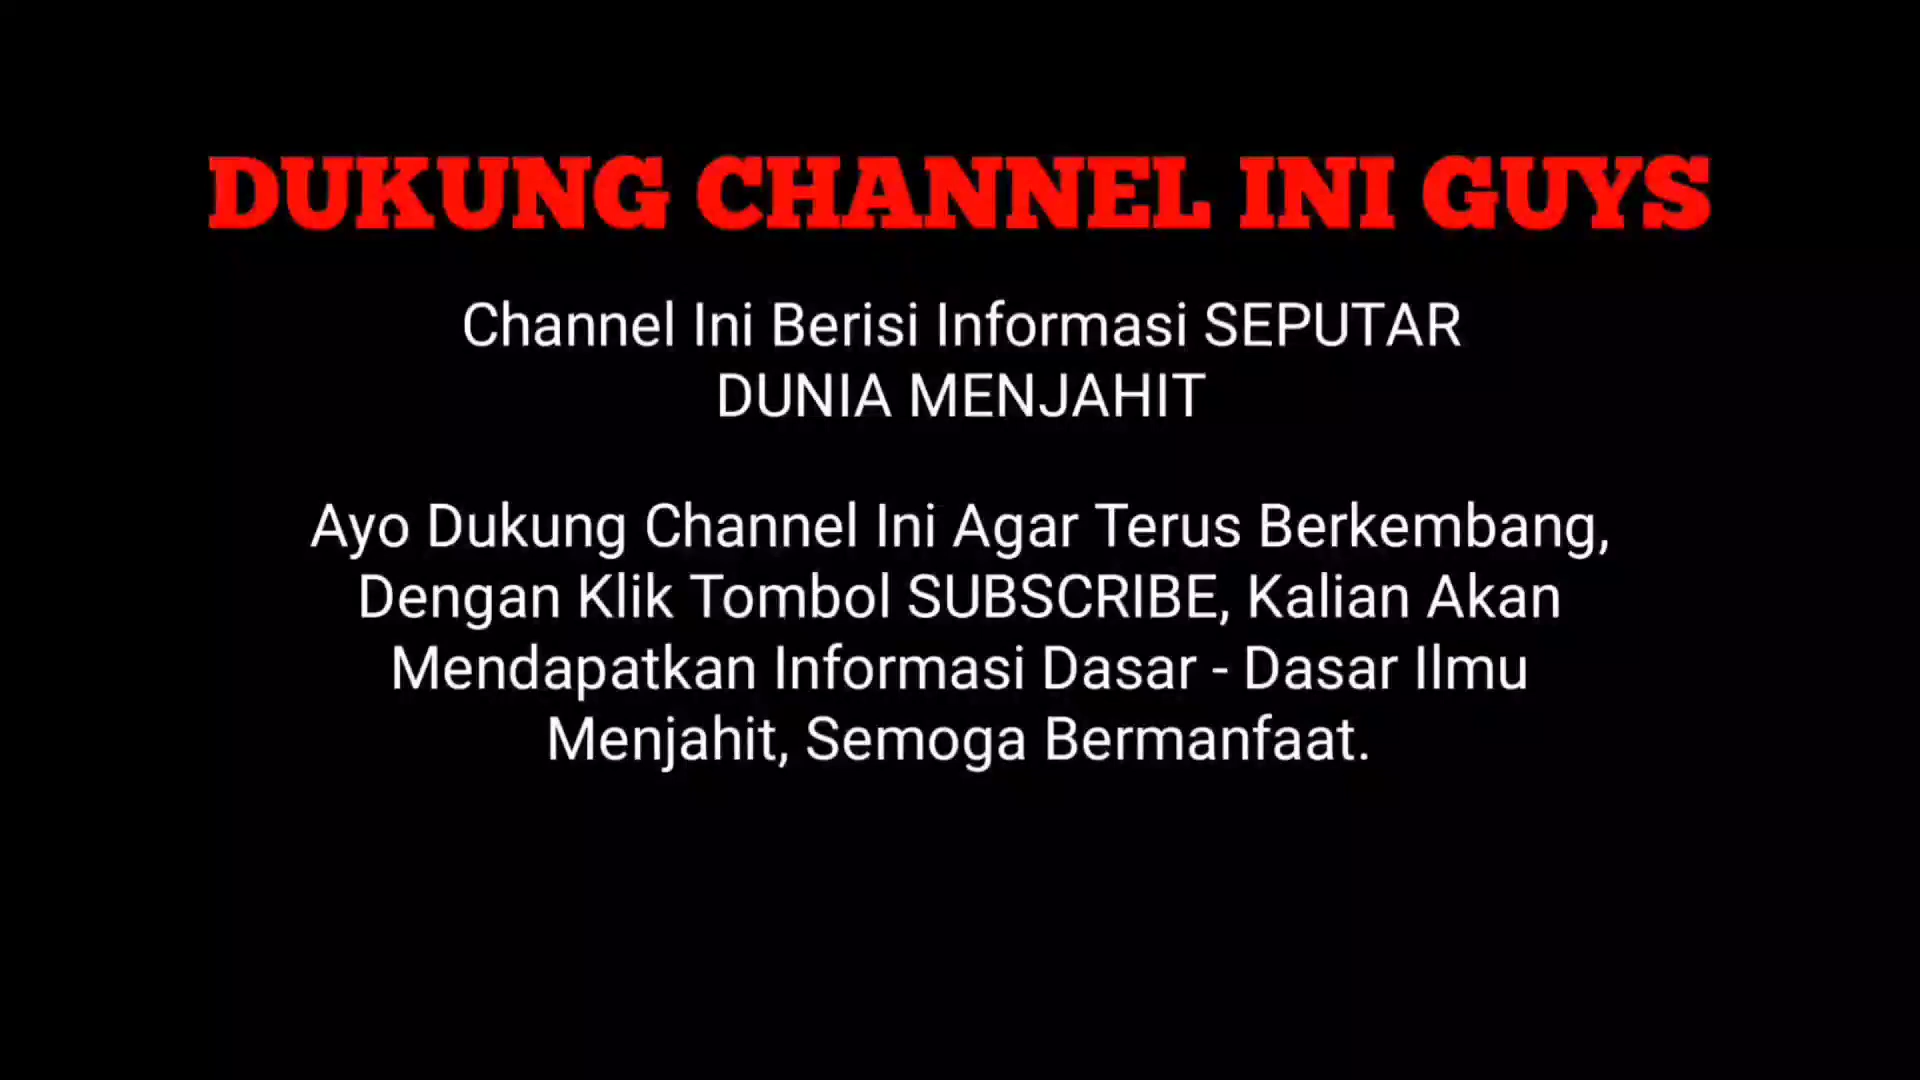 DUKUNG CHANNEL INI GUYS
Channel Ini Berisi Informasi SEPUTAR
DUNIA MENJAHIT
Ayo Dukung Channel Ini Agar Terus Berkembang,
Dengan Klik Tombol SUBSCRIBE, Kalian Akan
Mendapatkan Informasi Dasar - Dasar Ilmu
Menjahit, Semoga Bermanfaat.